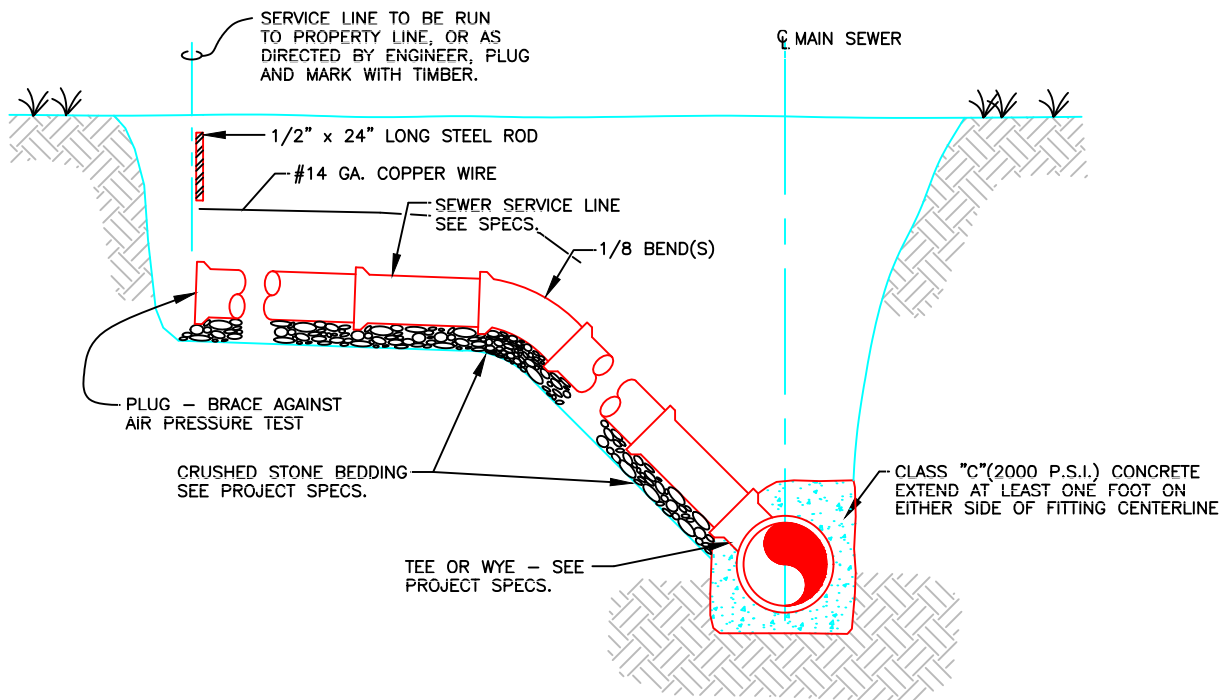 SERVICE LINE TO BE RUN
TO PROPERTY LINE, OR AS
DIRECTED BY ENGINEER, PLUG
AND MARK WITH TIMBER.
℄ MAIN SEWER
1/2" x 24" LONG STEEL ROD
#14 GA. COPPER WIRE
SEWER SERVICE LINE
SEE SPECS.
1/8 BEND(S)
PLUG – BRACE AGAINST
AIR PRESSURE TEST
CRUSHED STONE BEDDING
SEE PROJECT SPECS.
CLASS "C"(2000 P.S.I.) CONCRETE
EXTEND AT LEAST ONE FOOT ON
EITHER SIDE OF FITTING CENTERLINE
TEE OR WYE – SEE
PROJECT SPECS.